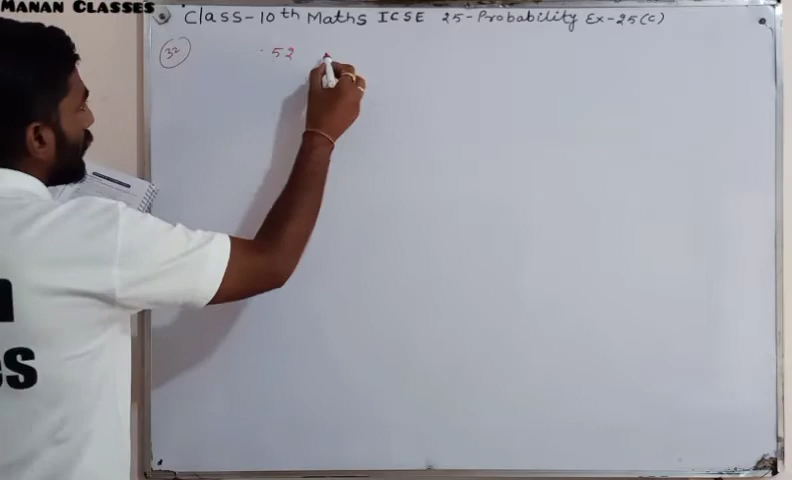 MANAN CLASSES
Class-10th Maths ICSE 25-Probability Ex-25(c)
32
52